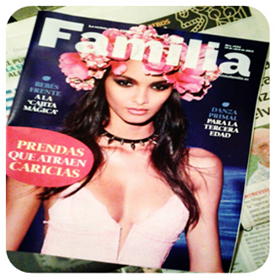 Familia
BEBÉS
FRENTE
A LA
"CAJITA
MÁGICA"
DANZA
PRIMAL
PARA LA
TERCERA
EDAD
PRENDAS
QUE ATRAEN
CARICIAS